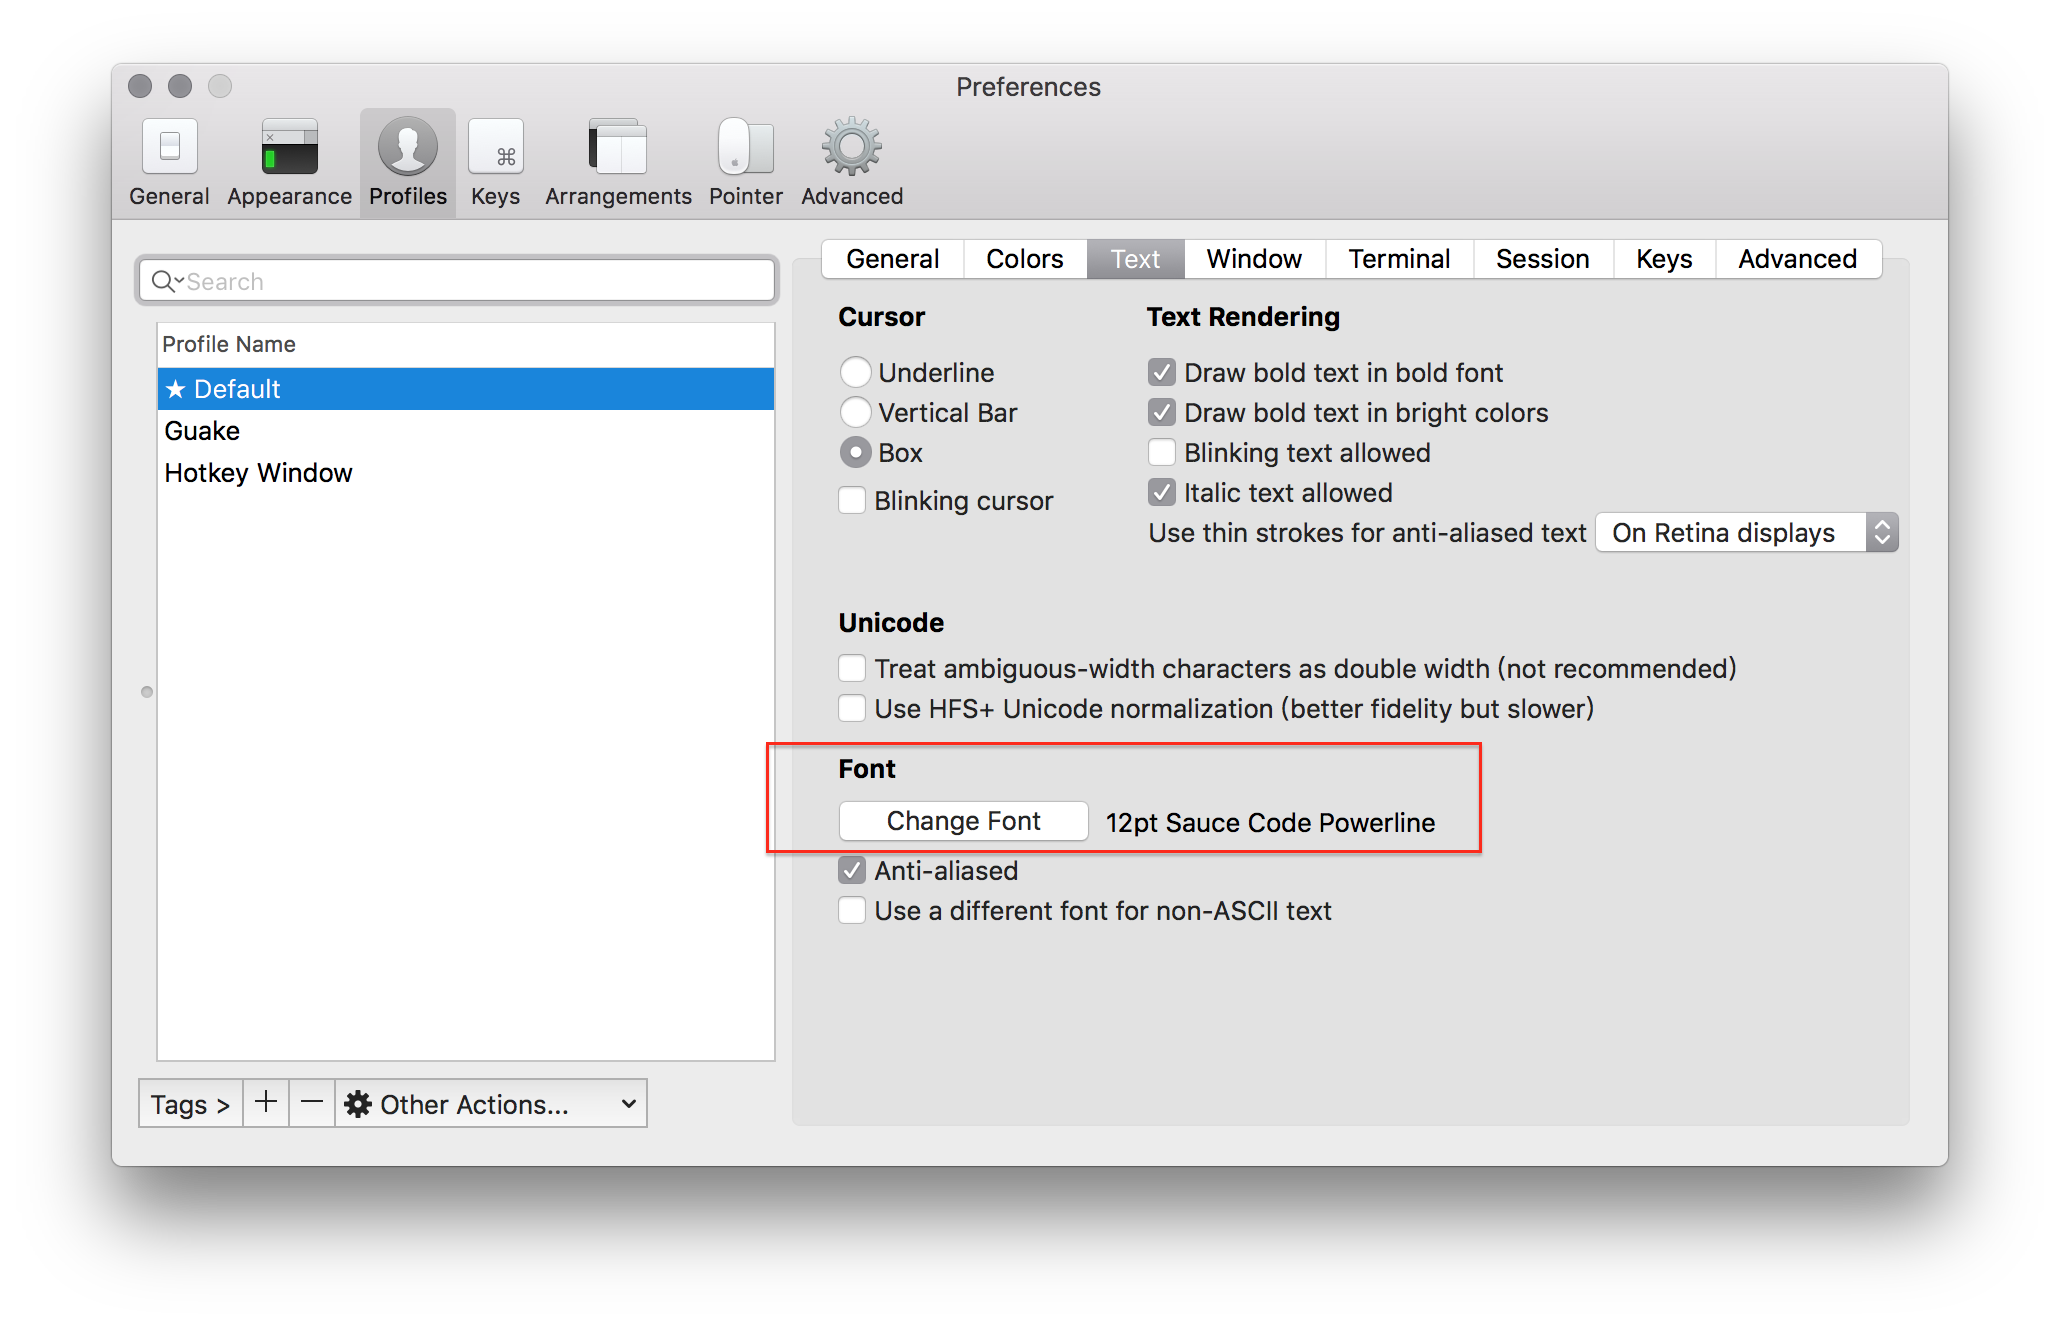 Preferences
General Appearance Profiles Keys Arrangements Pointer Advanced
Search
Profile Name
★ Default
Guake
Hotkey Window
Tags > + − Other Actions...
General Colors Text Window Terminal Session Keys Advanced
Cursor
Underline
Vertical Bar
Box
Blinking cursor
Text Rendering
Draw bold text in bold font
Draw bold text in bright colors
Blinking text allowed
Italic text allowed
Use thin strokes for anti-aliased text On Retina displays
Unicode
Treat ambiguous-width characters as double width (not recommended)
Use HFS+ Unicode normalization (better fidelity but slower)
Font
Change Font 12pt Sauce Code Powerline
Anti-aliased
Use a different font for non-ASCII text